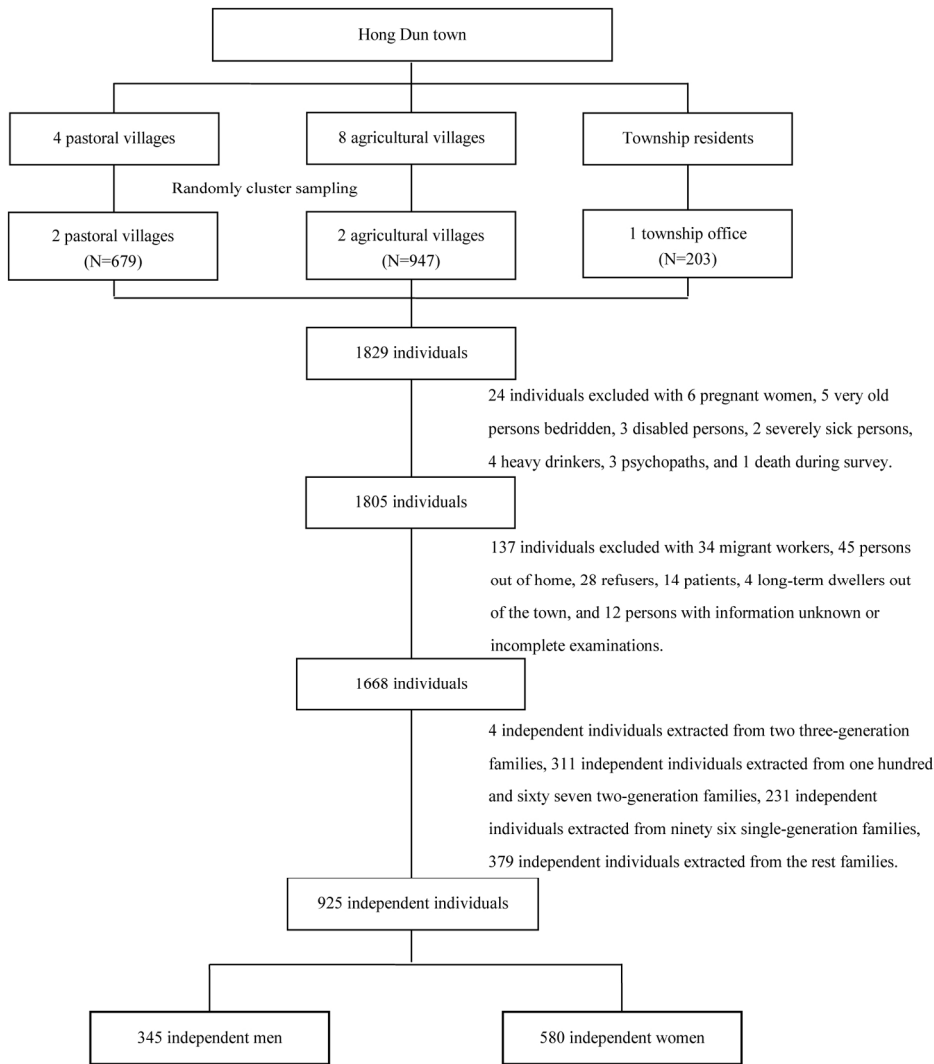 Hong Dun town
4 pastoral villages
8 agricultural villages
Township residents
Randomly cluster sampling
2 pastoral villages
(N=679)
2 agricultural villages
(N=947)
1 township office
(N=203)
1829 individuals
24 individuals excluded with 6 pregnant women, 5 very old
persons bedridden, 3 disabled persons, 2 severely sick persons,
4 heavy drinkers, 3 psychopaths, and 1 death during survey.
1805 individuals
137 individuals excluded with 34 migrant workers, 45 persons
out of home, 28 refusers, 14 patients, 4 long-term dwellers out
of the town, and 12 persons with information unknown or
incomplete examinations.
1668 individuals
4 independent individuals extracted from two three-generation
families, 311 independent individuals extracted from one hundred
and sixty seven two-generation families, 231 independent
individuals extracted from ninety six single-generation families,
379 independent individuals extracted from the rest families.
925 independent individuals
345 independent men
580 independent women